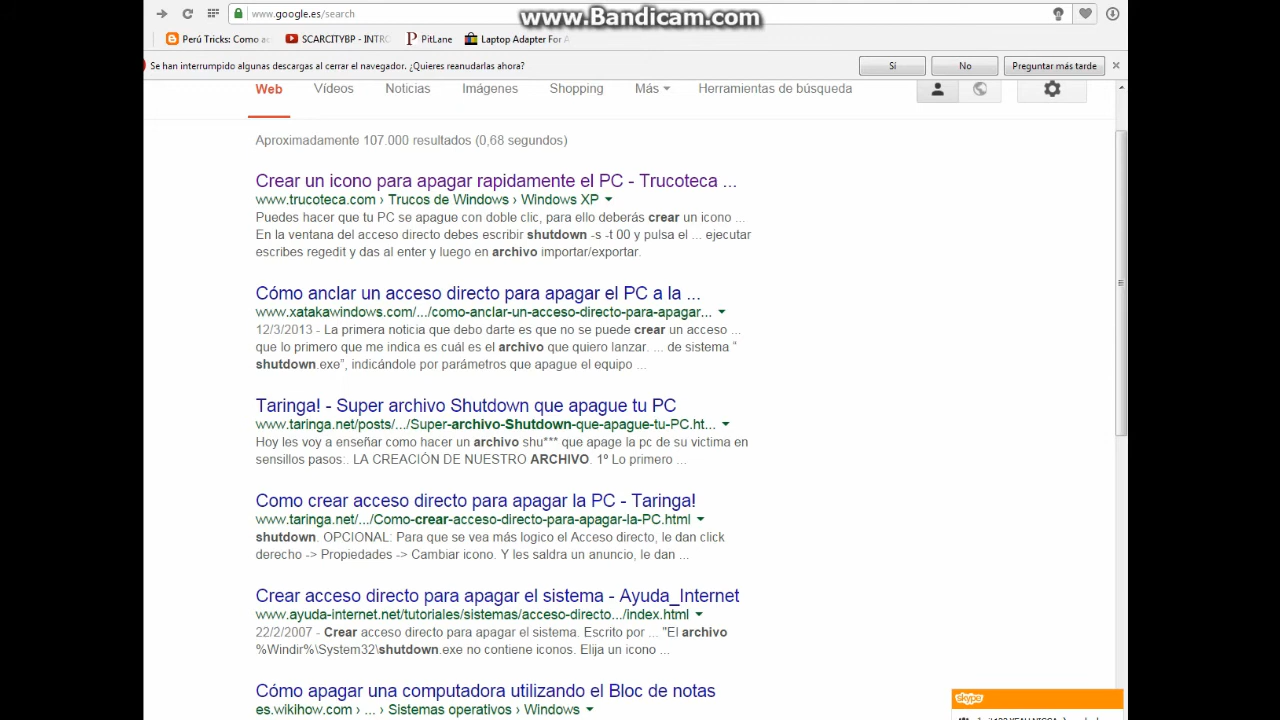 www.google.es/search
www.Bandicam.com
Perú Tricks: Como a
SCARCITYBP - INTRO
PitLane
Laptop Adapter For A
Se han interrumpido algunas descargas al cerrar el navegador. ¿Quieres reanudarlas ahora?
Sí
No
Preguntar más tarde
Web
Vídeos
Noticias
Imágenes
Shopping
Más
Herramientas de búsqueda
Aproximadamente 107.000 resultados (0,68 segundos)
Crear un icono para apagar rapidamente el PC - Trucoteca ...
www.trucoteca.com › Trucos de Windows › Windows XP
Puedes hacer que tu PC se apague con doble clic, para ello deberás crear un icono ...
En la ventana del acceso directo debes escribir shutdown -s -t 00 y pulsa el ... ejecutar
escribes regedit y das al enter y luego en archivo importar/exportar.
Cómo anclar un acceso directo para apagar el PC a la ...
www.xatakawindows.com/.../como-anclar-un-acceso-directo-para-apagar...
12/3/2013 - La primera noticia que debo darte es que no se puede crear un acceso ...
que lo primero que me indica es cuál es el archivo que quiero lanzar. ... de sistema “
shutdown.exe”, indicándole por parámetros que apague el equipo ...
Taringa! - Super archivo Shutdown que apague tu PC
www.taringa.net/posts/.../Super-archivo-Shutdown-que-apague-tu-PC.ht...
Hoy les voy a enseñar como hacer un archivo shu*** que apage la pc de su victima en
sensillos pasos:. LA CREACIÓN DE NUESTRO ARCHIVO. 1º Lo primero ...
Como crear acceso directo para apagar la PC - Taringa!
www.taringa.net/.../Como-crear-acceso-directo-para-apagar-la-PC.html
shutdown. OPCIONAL: Para que se vea más logico el Acceso directo, le dan click
derecho -> Propiedades -> Cambiar icono. Y les saldra un anuncio, le dan ...
Crear acceso directo para apagar el sistema - Ayuda_Internet
www.ayuda-internet.net/tutoriales/sistemas/acceso-directo.../index.html
22/2/2007 - Crear acceso directo para apagar el sistema. Escrito por ... "El archivo
%Windir%\System32\shutdown.exe no contiene iconos. Elija un icono ...
Cómo apagar una computadora utilizando el Bloc de notas
es.wikihow.com › ... › Sistemas operativos › Windows
skype